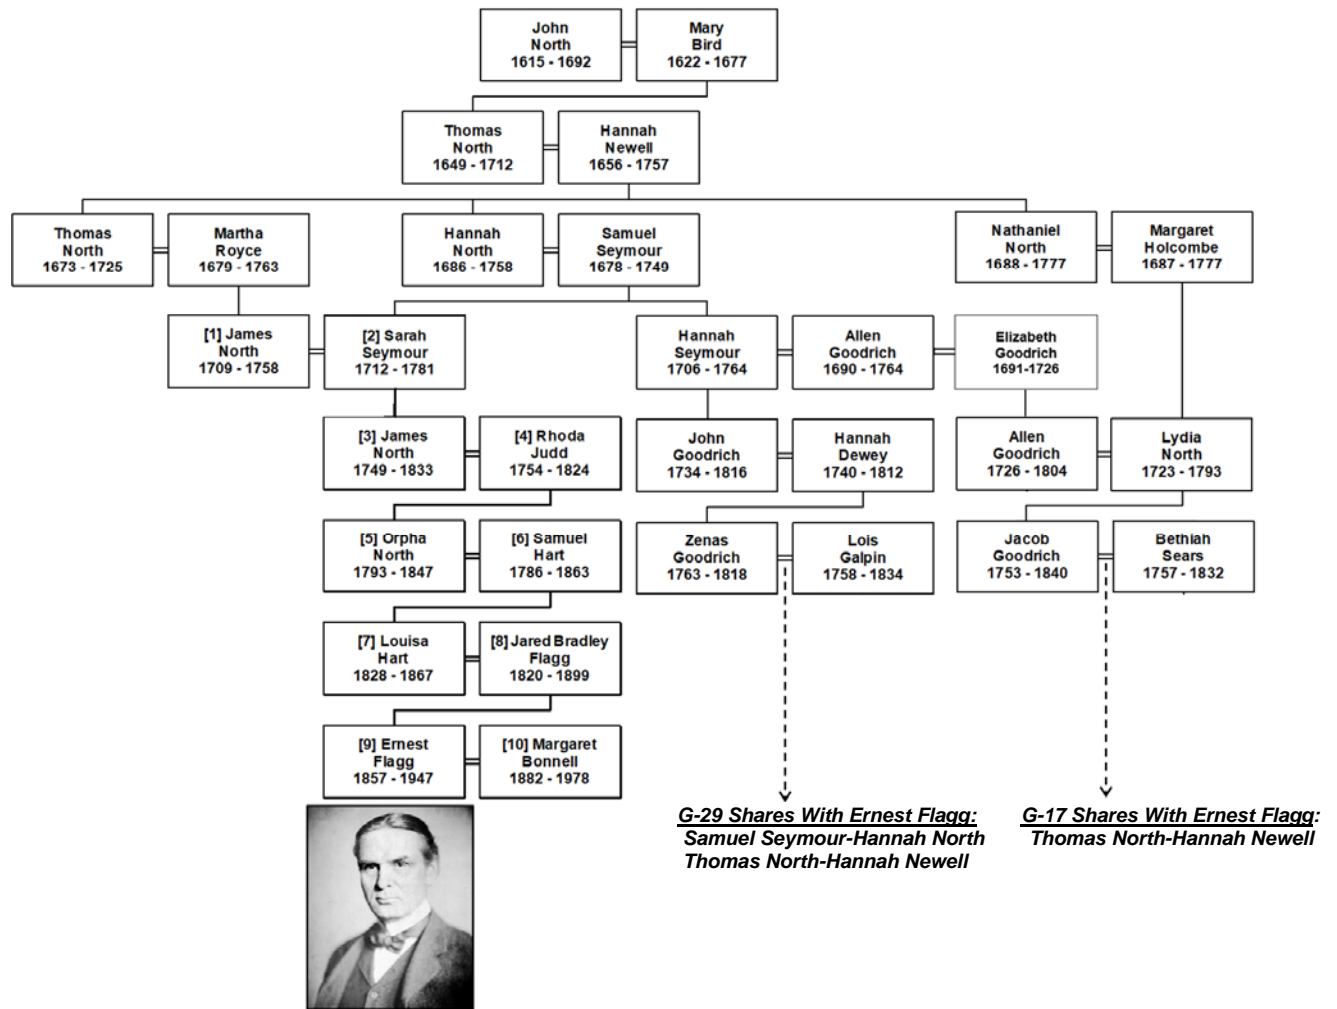 John
North
1615 - 1692
Mary
Bird
1622 - 1677
Thomas
North
1649 - 1712
Hannah
Newell
1656 - 1757
Thomas
North
1673 - 1725
Martha
Royce
1679 - 1763
Hannah
North
1686 - 1758
Samuel
Seymour
1678 - 1749
Nathaniel
North
1688 - 1777
Margaret
Holcombe
1687 - 1777
[1] James
North
1709 - 1758
[2] Sarah
Seymour
1712 - 1781
Hannah
Seymour
1706 - 1764
Allen
Goodrich
1690 - 1764
Elizabeth
Goodrich
1691-1726
[3] James
North
1749 - 1833
[4] Rhoda
Judd
1754 - 1824
John
Goodrich
1734 - 1816
Hannah
Dewey
1740 - 1812
Allen
Goodrich
1726 - 1804
Lydia
North
1723 - 1793
[5] Orpha
North
1793 - 1847
[6] Samuel
Hart
1786 - 1863
Zenas
Goodrich
1763 - 1818
Lois
Galpin
1758 - 1834
Jacob
Goodrich
1753 - 1840
Bethiah
Sears
1757 - 1832
[7] Louisa
Hart
1828 - 1867
[8] Jared Bradley
Flagg
1820 - 1899
[9] Ernest
Flagg
1857 - 1947
[10] Margaret
Bonnell
1882 - 1978
G-29 Shares With Ernest Flagg:
Samuel Seymour-Hannah North
Thomas North-Hannah Newell
G-17 Shares With Ernest Flagg:
Thomas North-Hannah Newell